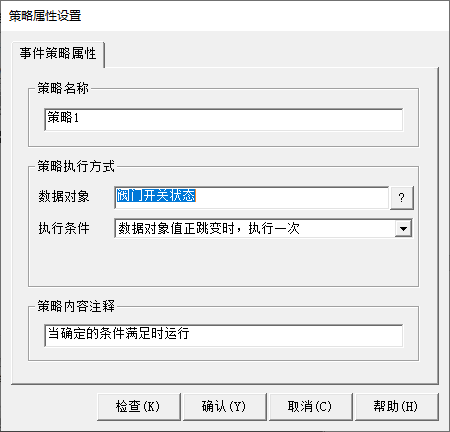 策略属性设置
事件策略属性
策略名称
策略1
策略执行方式
数据对象 阀门开关状态 ?
执行条件 数据对象值正跳变时，执行一次
策略内容注释
当确定的条件满足时运行
检查(K) 确认(Y) 取消(C) 帮助(H)